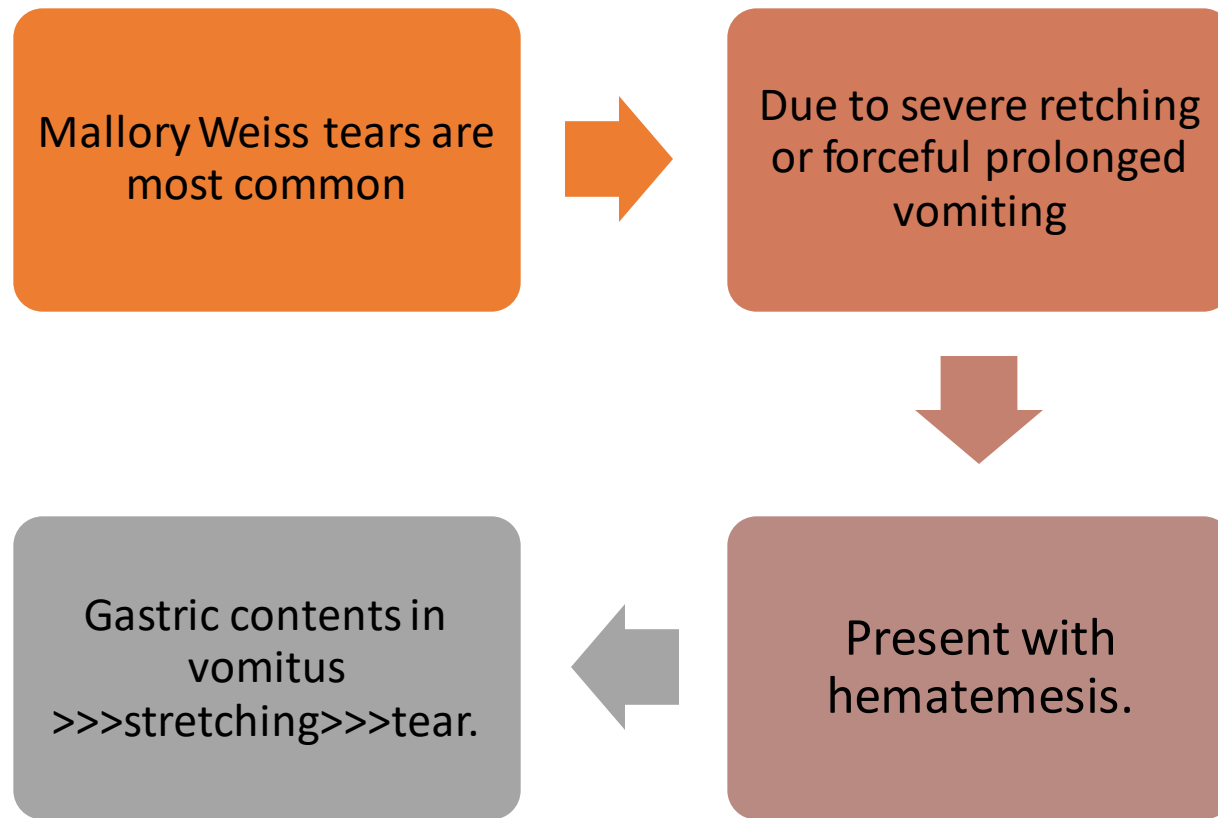 Mallory Weiss tears are
most common
Due to severe retching
or forceful prolonged
vomiting
Present with
hematemesis.
Gastric contents in
vomitus
>>>stretching>>>tear.